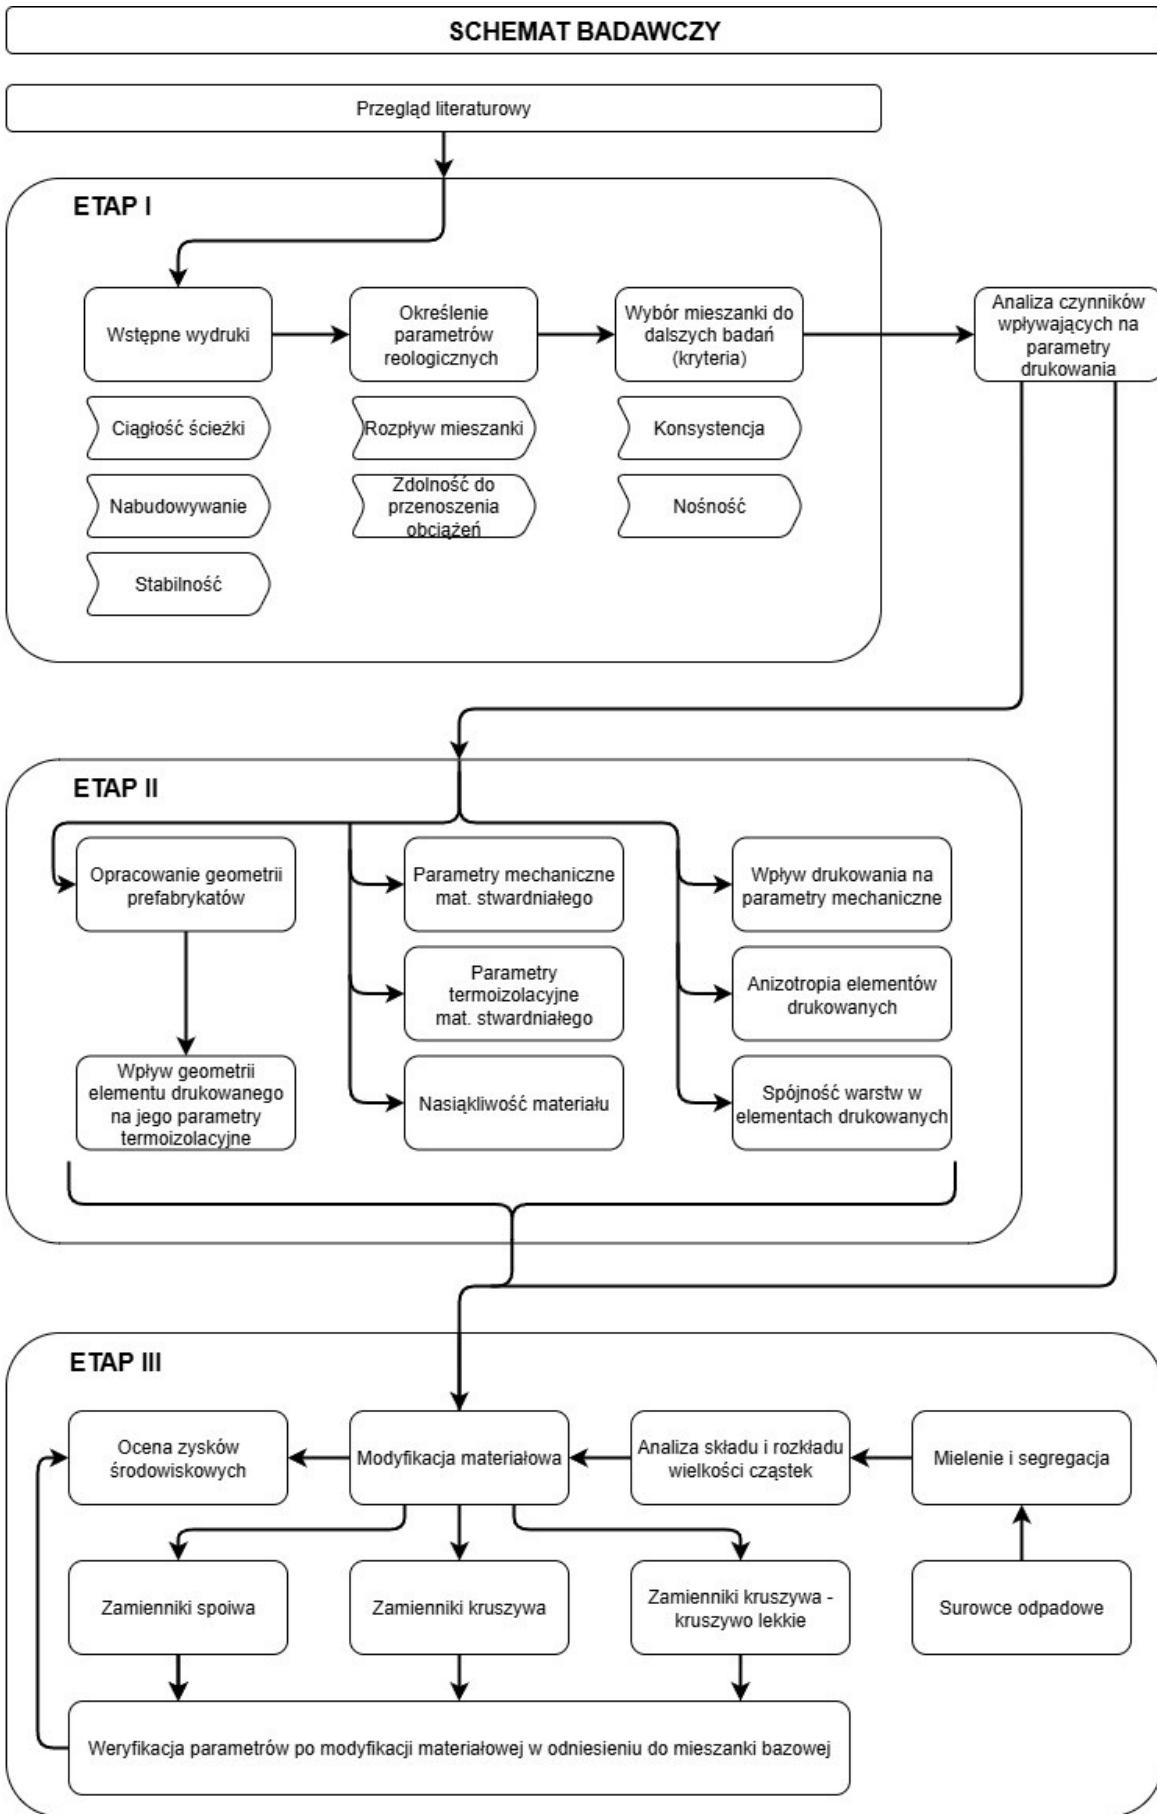 SCHEMAT BADAWCZY
Przegląd literaturowy
ETAP I
Wstępne wydruki
Ciągłość ścieżki
Nabudowywanie
Stabilność
Określenie
parametrów
reologicznych
Rozpływ mieszanki
Zdolność do
przenoszenia
obciążeń
Wybór mieszanki do
dalszych badań
(kryteria)
Konsystencja
Nośność
Analiza czynników
wpływających na
parametry
drukowania
ETAP II
Opracowanie geometrii
prefabrykatów
Wpływ geometrii
elementu drukowanego
na jego parametry
termoizolacyjne
Parametry mechaniczne
mat. stwardniałego
Parametry
termoizolacyjne
mat. stwardniałego
Nasiąkliwość materiału
Wpływ drukowania na
parametry mechaniczne
Anizotropia elementów
drukowanych
Spójność warstw w
elementach drukowanych
ETAP III
Ocena zysków
środowiskowych
Modyfikacja materiałowa
Analiza składu i rozkładu
wielkości cząstek
Mielenie i segregacja
Zamienniki spoiwa
Zamienniki kruszywa
Zamienniki kruszywa -
kruszywo lekkie
Surowce odpadowe
Weryfikacja parametrów po modyfikacji materiałowej w odniesieniu do mieszanki bazowej